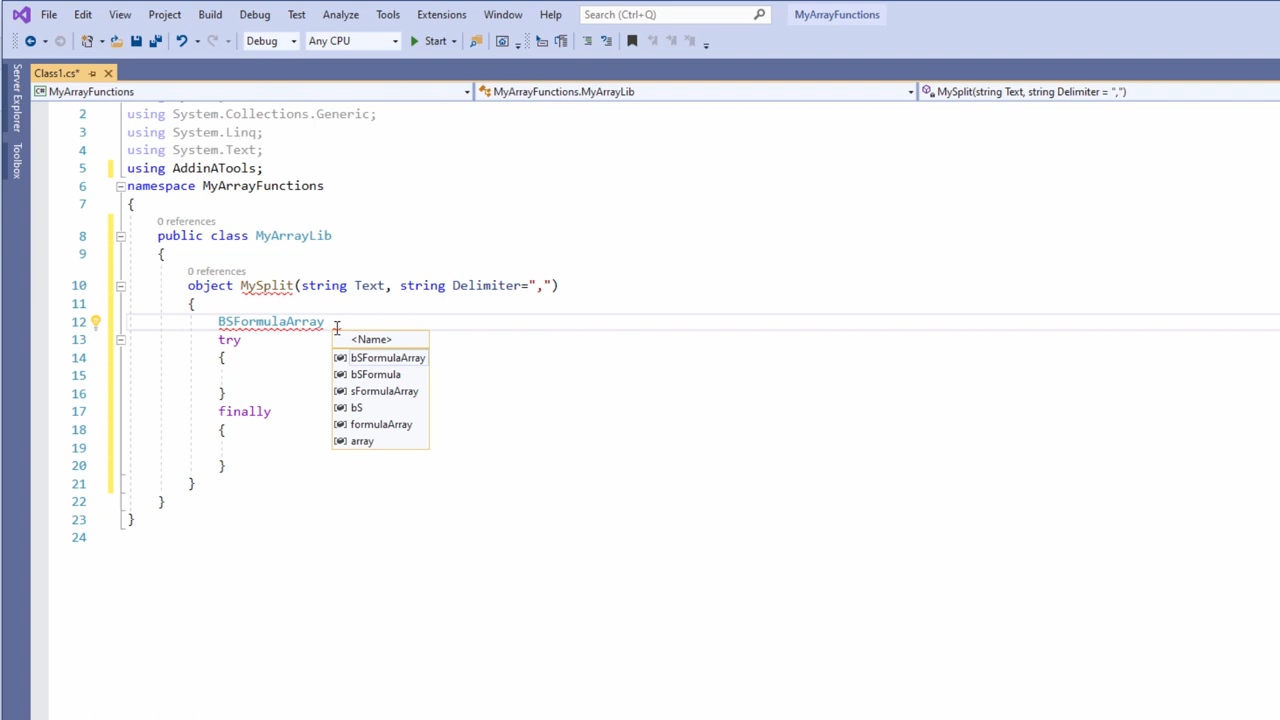 File Edit View Project Build Debug Test Analyze Tools Extensions Window Help Search (Ctrl+Q) MyArrayFunctions
Debug Any CPU Start
Server Explorer
Toolbox
Class1.cs*
MyArrayFunctions MyArrayFunctions.MyArrayLib MySplit(string Text, string Delimiter = ",")
2 using System.Collections.Generic;
3 using System.Linq;
4 using System.Text;
5 using AddinATools;
6 namespace MyArrayFunctions
7 {
0 references
8 public class MyArrayLib
9 {
0 references
10 object MySplit(string Text, string Delimiter=",")
11 {
12 BSFormulaArray
13 try
14 {
15
16 }
17 finally
18 {
19
20 }
21 }
22 }
23 }
24
<Name>
bSFormulaArray
bSFormula
sFormulaArray
bS
formulaArray
array